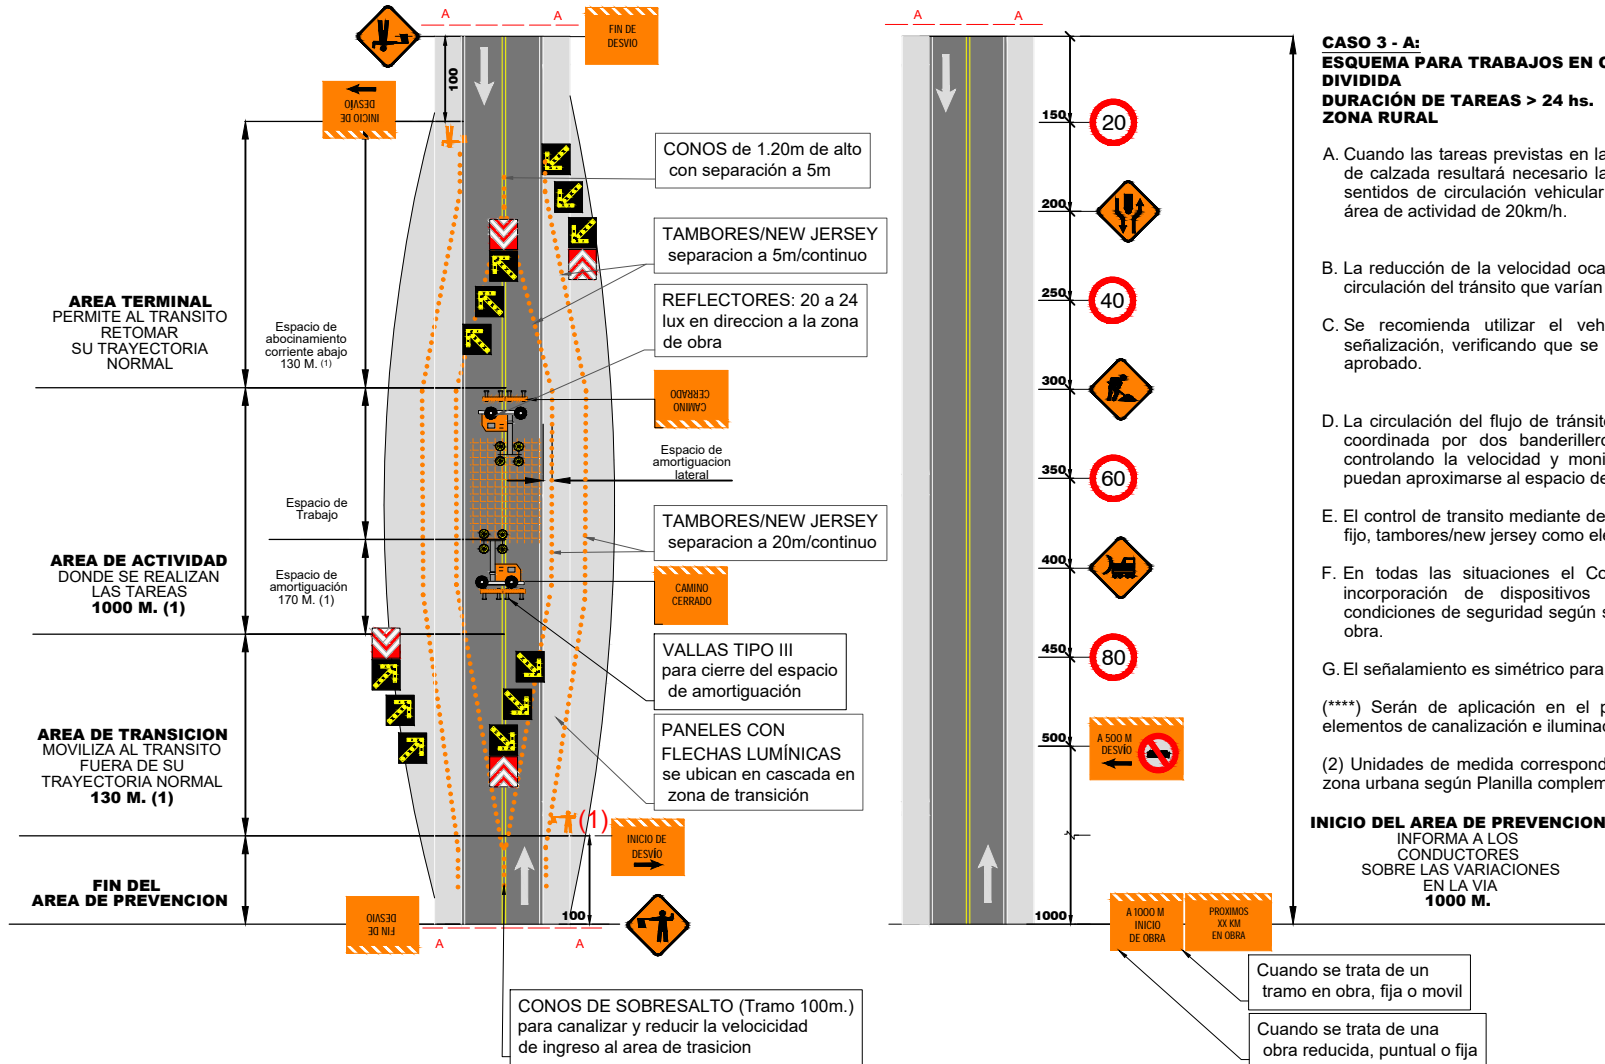 A
A
FIN DE
DESVIO
100
INICIO DE
DESVÍO
CONOS de 1.20m de alto
con separación a 5m
TAMBORES/NEW JERSEY
separacion a 5m/continuo
REFLECTORES: 20 a 24
lux en direccion a la zona
de obra
AREA TERMINAL
PERMITE AL TRANSITO
RETOMAR
SU TRAYECTORIA
NORMAL
Espacio de
abocinamiento
corriente abajo
130 M. (1)
CAMINO
CERRADO
Espacio de
amortiguacion
lateral
Espacio de
Trabajo
TAMBORES/NEW JERSEY
separacion a 20m/continuo
AREA DE ACTIVIDAD
DONDE SE REALIZAN
LAS TAREAS
1000 M. (1)
Espacio de
amortiguación
170 M. (1)
CAMINO
CERRADO
VALLAS TIPO III
para cierre del espacio
de amortiguación
AREA DE TRANSICION
MOVILIZA AL TRANSITO
FUERA DE SU
TRAYECTORIA NORMAL
130 M. (1)
PANELES CON
FLECHAS LUMÍNICAS
se ubican en cascada en
zona de transición
(1)
INICIO DE
DESVÍO
FIN DEL
AREA DE PREVENCION
FIN DE
DESVIO
100
A
A
CONOS DE SOBRESALTO (Tramo 100m.)
para canalizar y reducir la velocicidad
de ingreso al area de trasicion
A
A
150
20
200
250
40
300
350
60
400
450
80
500
A 500 M
DESVÍO
1000
A 1000 M
INICIO
DE OBRA
PROXIMOS
XX KM
EN OBRA
Cuando se trata de un
tramo en obra, fija o movil
Cuando se trata de una
obra reducida, puntual o fija
CASO 3 - A:
ESQUEMA PARA TRABAJOS EN C
DIVIDIDA
DURACIÓN DE TAREAS > 24 hs.
ZONA RURAL
A. Cuando las tareas previstas en la
de calzada resultará necesario la
sentidos de circulación vehicular
área de actividad de 20km/h.
B. La reducción de la velocidad oca
circulación del tránsito que varían
C. Se recomienda utilizar el veh
señalización, verificando que se
aprobado.
D. La circulación del flujo de tránsito
coordinada por dos banderillero
controlando la velocidad y moni
puedan aproximarse al espacio de
E. El control de transito mediante de
fijo, tambores/new jersey como ele
F. En todas las situaciones el Co
incorporación de dispositivos
condiciones de seguridad según s
obra.
G. El señalamiento es simétrico para
(****) Serán de aplicación en el p
elementos de canalización e iluminac
(2) Unidades de medida correspond
zona urbana según Planilla complem
INICIO DEL AREA DE PREVENCION
INFORMA A LOS
CONDUCTORES
SOBRE LAS VARIACIONES
EN LA VIA
1000 M.